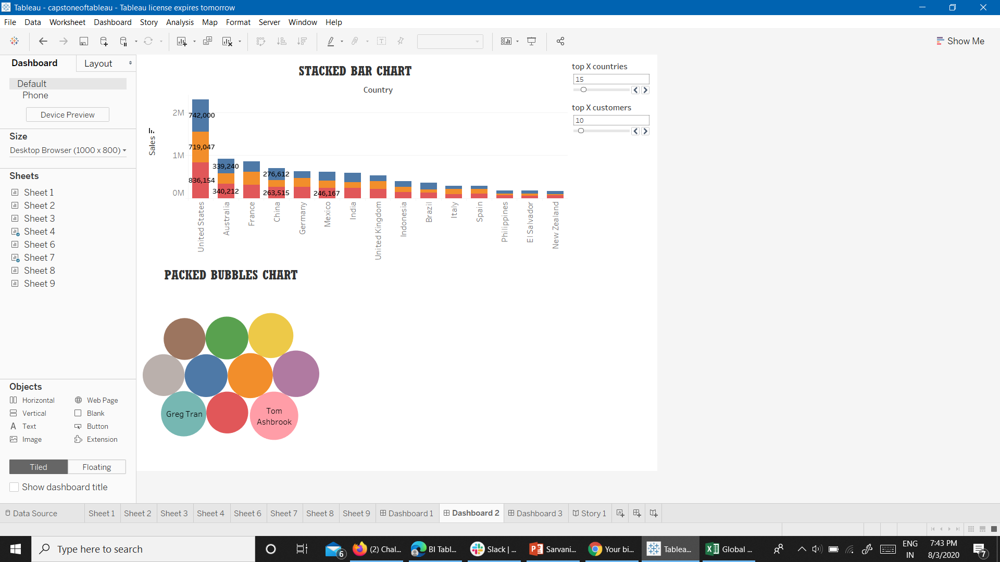 Tableau - capstoneoftableau - Tableau license expires tomorrow
File Data Worksheet Dashboard Story Analysis Map Format Server Window Help
Show Me
Dashboard Layout
Default
Phone
Device Preview
Size
Desktop Browser (1000 x 800)
Sheets
Sheet 1
Sheet 2
Sheet 3
Sheet 4
Sheet 6
Sheet 7
Sheet 8
Sheet 9
Objects
Horizontal Web Page
Vertical Blank
A Text Button
Image Extension
Tiled Floating
Show dashboard title
STACKED BAR CHART
Country
Sales
2M
1M
0M
742,000
719,047
836,154
339,240
340,212
276,612
263,515
246,167
United States
Australia
France
China
Germany
Mexico
India
United Kingdom
Indonesia
Brazil
Italy
Spain
Philippines
El Salvador
New Zealand
top X countries
15
top X customers
10
PACKED BUBBLES CHART
Greg Tran
Tom
Ashbrook
Data Source Sheet 1 Sheet 2 Sheet 3 Sheet 4 Sheet 6 Sheet 7 Sheet 8 Sheet 9 Dashboard 1 Dashboard 2 Dashboard 3 Story 1
Type here to search
6
(2) Chal...
BI Tabl...
Slack | ...
Sarvani...
Your bi...
Tablea...
Global ...
ENG
IN
7:43 PM
8/3/2020
7